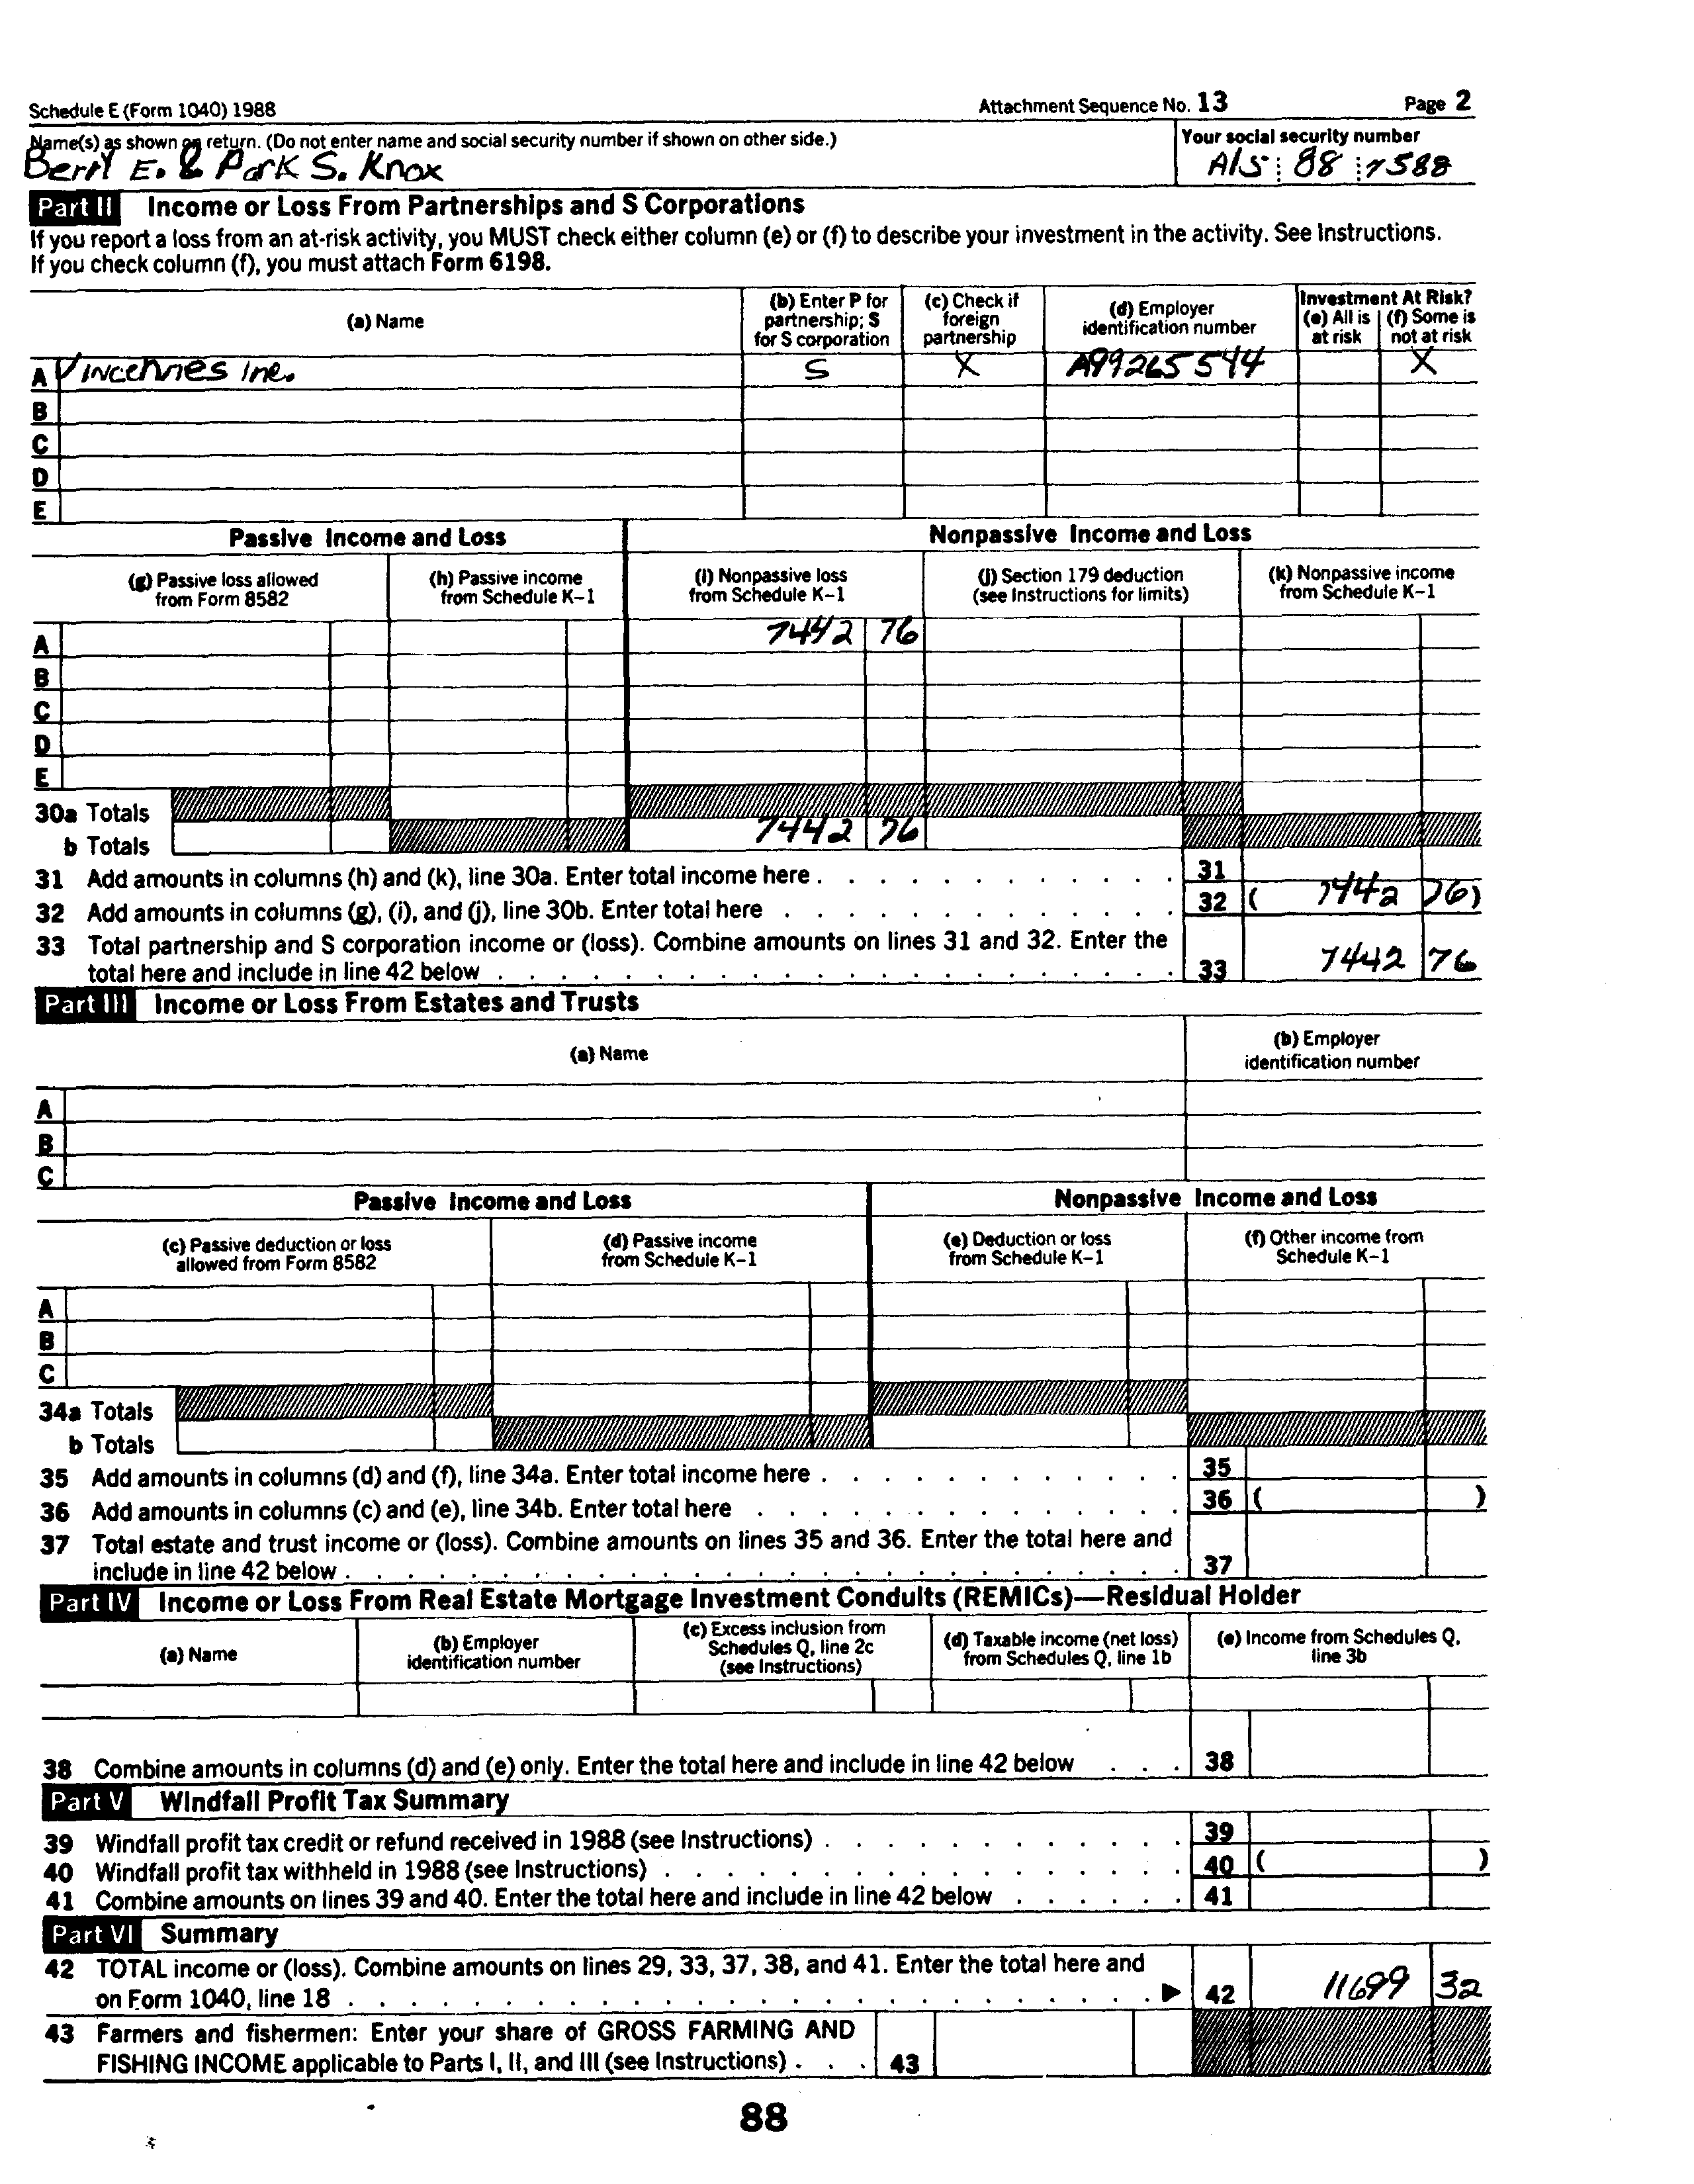 Schedule E (Form 1040) 1988 Attachment Sequence No. 13 Page 2
Name(s) as shown on return. (Do not enter name and social security number if shown on other side.) Your social security number
E. & Park S. Knox A15 88 7588
Part II Income or Loss From Partnerships and S Corporations
If you report a loss from an at-risk activity, you MUST check either column (e) or (f) to describe your investment in the activity. See Instructions.
If you check column (f), you must attach Form 6198.
(a) Name (b) Enter P for partnership; S for S corporation (c) Check if foreign partnership (d) Employer identification number Investment At Risk? (e) All is at risk (f) Some is not at risk
A Vincennes Inc. S X A99265544 X
B
C
D
E
Passive Income and Loss Nonpassive Income and Loss
(g) Passive loss allowed from Form 8582 (h) Passive income from Schedule K-1 (i) Nonpassive loss from Schedule K-1 (j) Section 179 deduction (see Instructions for limits) (k) Nonpassive income from Schedule K-1
A 7442 76
B
C
D
E
30a Totals
b Totals 7442 76
31 Add amounts in columns (h) and (k), line 30a. Enter total income here . 31
32 Add amounts in columns (g), (i), and (j), line 30b. Enter total here 32 ( 7442 76)
33 Total partnership and S corporation income or (loss). Combine amounts on lines 31 and 32. Enter the
total here and include in line 42 below 33 7442 76
Part III Income or Loss From Estates and Trusts
(a) Name (b) Employer identification number
A
B
C
Passive Income and Loss Nonpassive Income and Loss
(c) Passive deduction or loss allowed from Form 8582 (d) Passive income from Schedule K-1 (e) Deduction or loss from Schedule K-1 (f) Other income from Schedule K-1
A
B
C
34a Totals
b Totals
35 Add amounts in columns (d) and (f), line 34a. Enter total income here . 35
36 Add amounts in columns (c) and (e), line 34b. Enter total here 36 ( )
37 Total estate and trust income or (loss). Combine amounts on lines 35 and 36. Enter the total here and
include in line 42 below . 37
Part IV Income or Loss From Real Estate Mortgage Investment Conduits (REMICs)—Residual Holder
(a) Name (b) Employer identification number (c) Excess inclusion from Schedules Q, line 2c (see Instructions) (d) Taxable income (net loss) from Schedules Q, line 1b (e) Income from Schedules Q, line 3b
38 Combine amounts in columns (d) and (e) only. Enter the total here and include in line 42 below 38
Part V Windfall Profit Tax Summary
39 Windfall profit tax credit or refund received in 1988 (see Instructions) . 39
40 Windfall profit tax withheld in 1988 (see Instructions) . 40 ( )
41 Combine amounts on lines 39 and 40. Enter the total here and include in line 42 below 41
Part VI Summary
42 TOTAL income or (loss). Combine amounts on lines 29, 33, 37, 38, and 41. Enter the total here and
on Form 1040, line 18 . ▶ 42 11699 32
43 Farmers and fishermen: Enter your share of GROSS FARMING AND
FISHING INCOME applicable to Parts I, II, and III (see Instructions) . 43
88